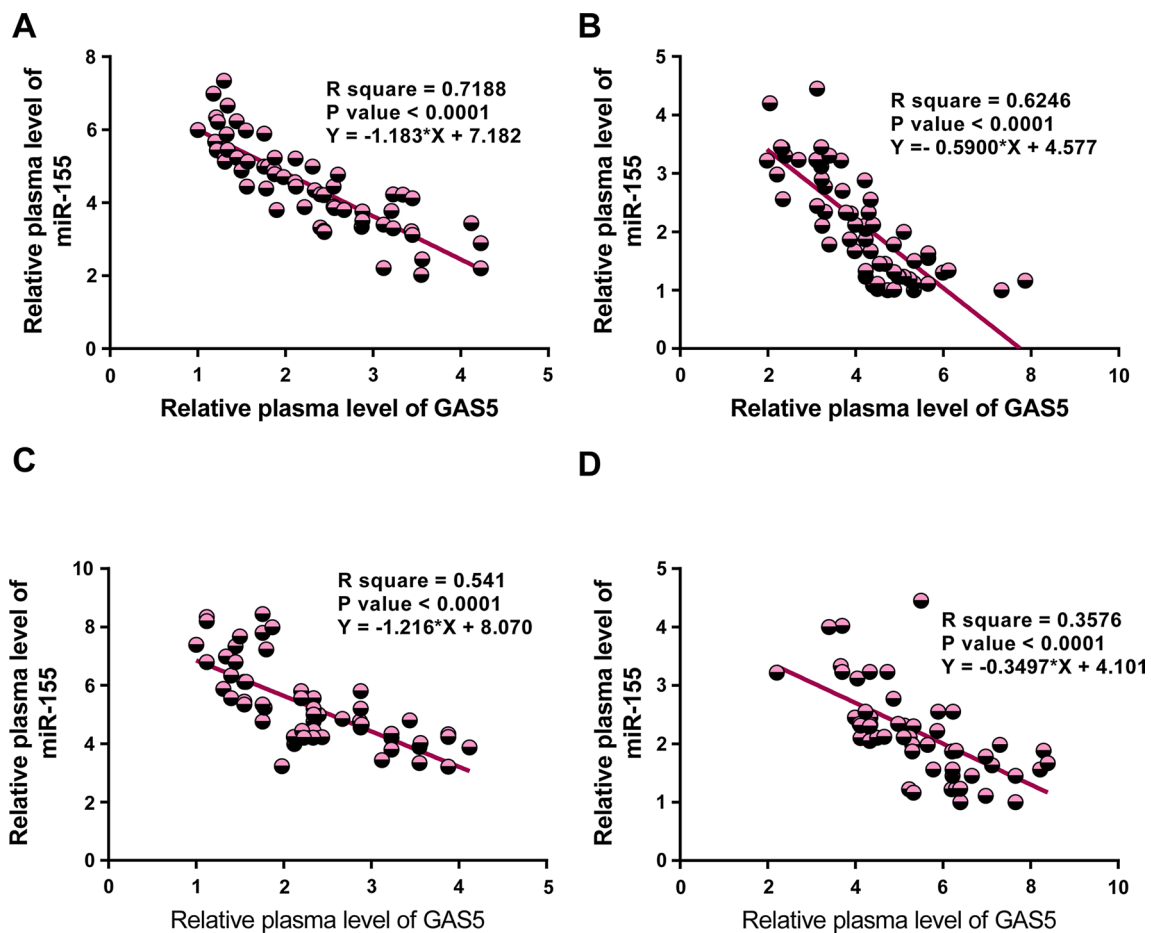 A
Relative plasma level of
miR-155
8
6
4
2
0
R square = 0.7188
P value < 0.0001
Y = -1.183*X + 7.182
0 1 2 3 4 5
Relative plasma level of GAS5
B
Relative plasma level of
miR-155
5
4
3
2
1
0
R square = 0.6246
P value < 0.0001
Y =- 0.5900*X + 4.577
0 2 4 6 8 10
Relative plasma level of GAS5
C
Relative plasma level of
miR-155
10
8
6
4
2
0
R square = 0.541
P value < 0.0001
Y = -1.216*X + 8.070
0 1 2 3 4 5
Relative plasma level of GAS5
D
Relative plasma level of
miR-155
5
4
3
2
1
0
R square = 0.3576
P value < 0.0001
Y = -0.3497*X + 4.101
0 2 4 6 8 10
Relative plasma level of GAS5